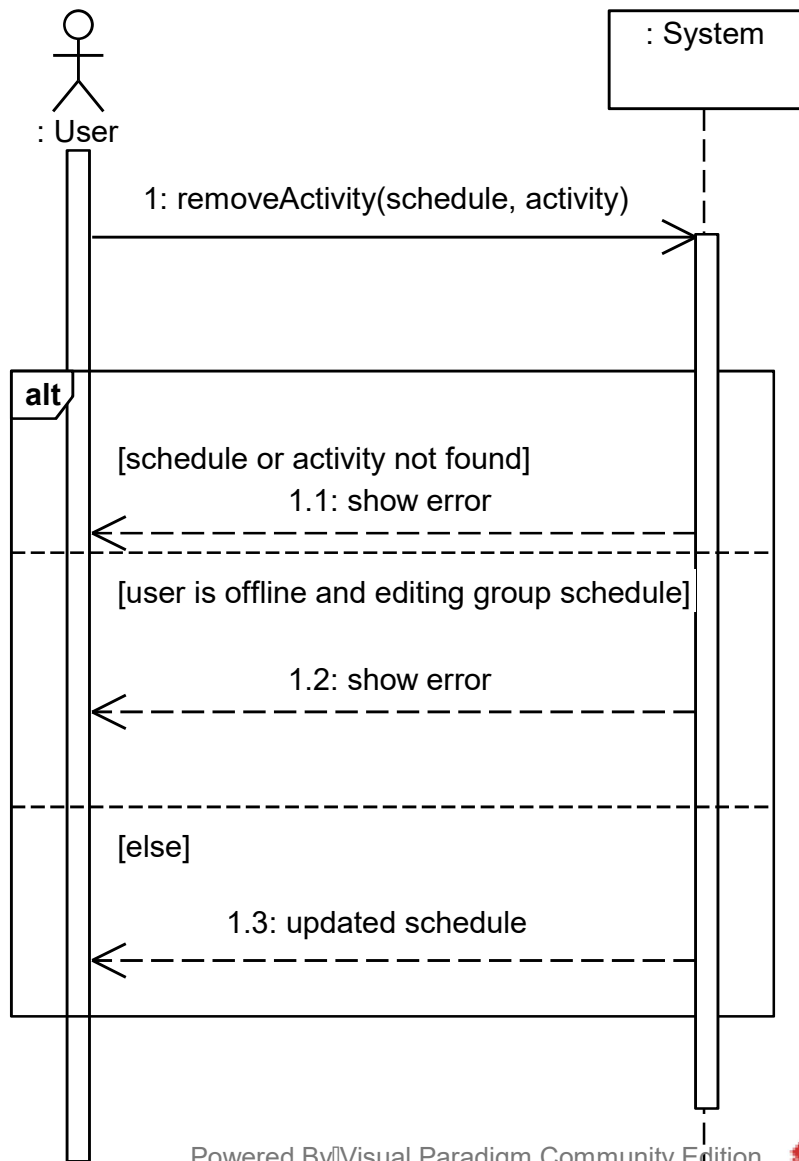 : System
: User
1: removeActivity(schedule, activity)
alt
[schedule or activity not found]
1.1: show error
[user is offline and editing group schedule]
1.2: show error
[else]
1.3: updated schedule
Powered By Visual Paradigm Community Edition